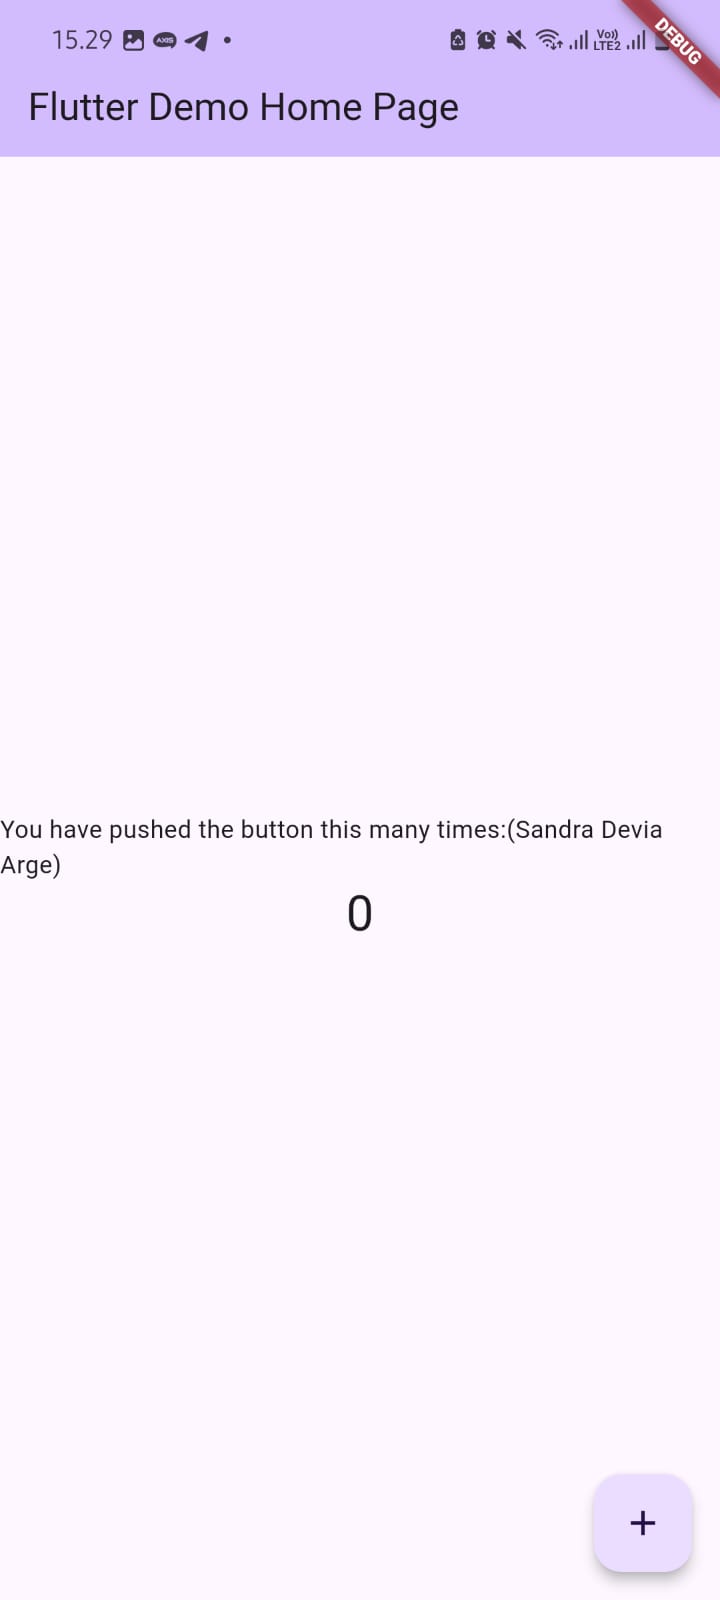 15.29 AXIS Vo)) LTE2 DEBUG
Flutter Demo Home Page
You have pushed the button this many times:(Sandra Devia
Arge)
0
+